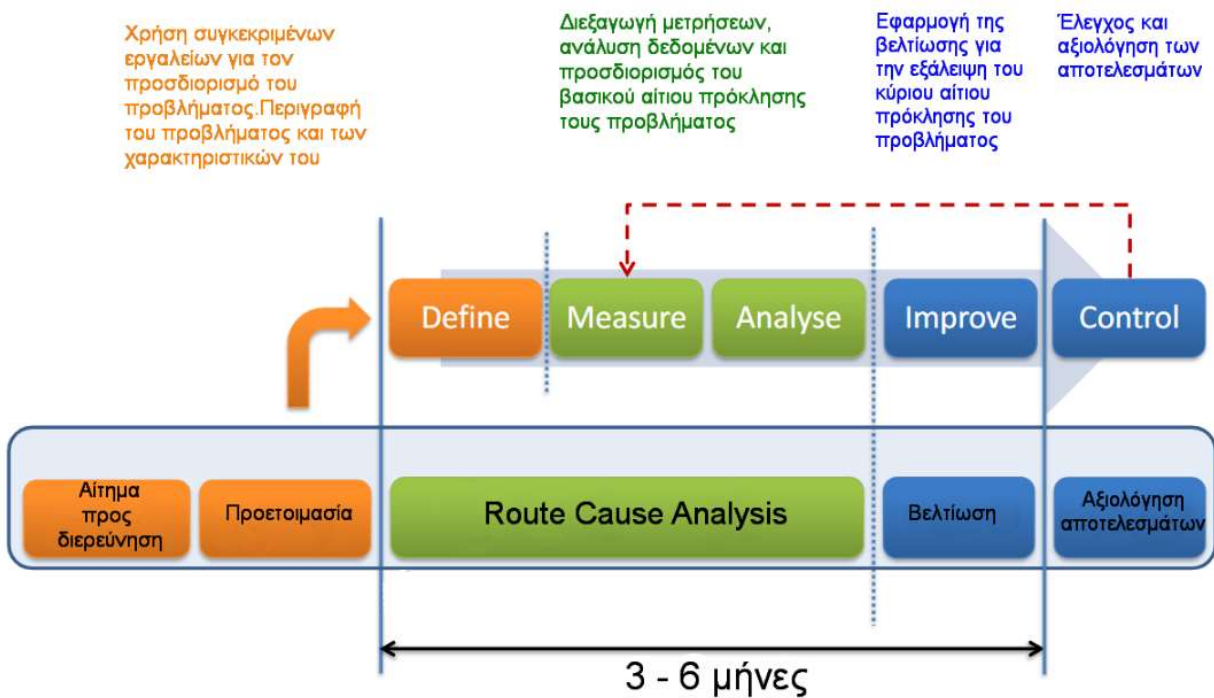 Χρήση συγκεκριμένων
εργαλείων για τον
προσδιορισμό του
προβλήματος.Περιγραφή
του προβλήματος και των
χαρακτηριστικών του
Διεξαγωγή μετρήσεων,
ανάλυση δεδομένων και
προσδιορισμός του
βασικού αίτιου πρόκλησης
τους προβλήματος
Εφαρμογή της
βελτίωσης για
την εξάλειψη του
κύριου αίτιου
πρόκλησης του
προβλήματος
Έλεγχος και
αξιολόγηση των
αποτελεσμάτων
Define
Measure
Analyse
Improve
Control
Αίτημα
προς
διερεύνηση
Προετοιμασία
Route Cause Analysis
Βελτίωση
Αξιολόγηση
αποτελεσμάτων
3 - 6 μήνες